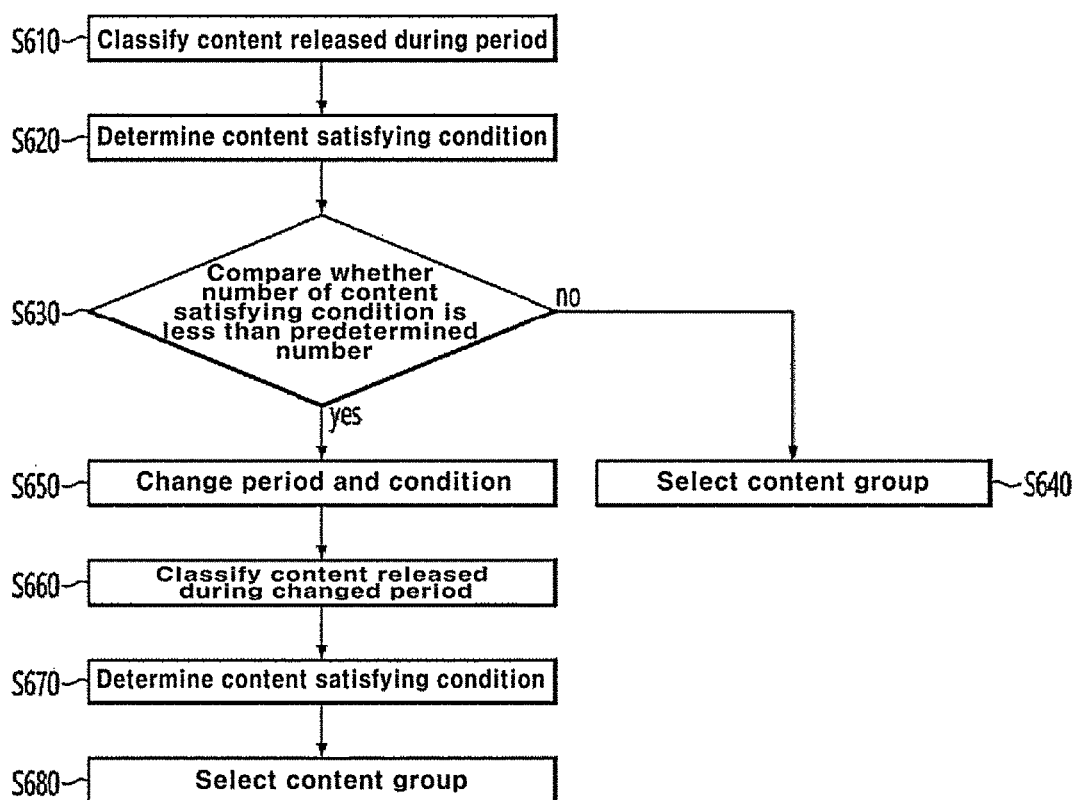 S610
Classify content released during period
S620
Determine content satisfying condition
S630
Compare whether
number of content
satisfying condition is
less than predetermined
number
no
yes
S650
Change period and condition
Select content group
S640
S660
Classify content released
during changed period
S670
Determine content satisfying condition
S680
Select content group